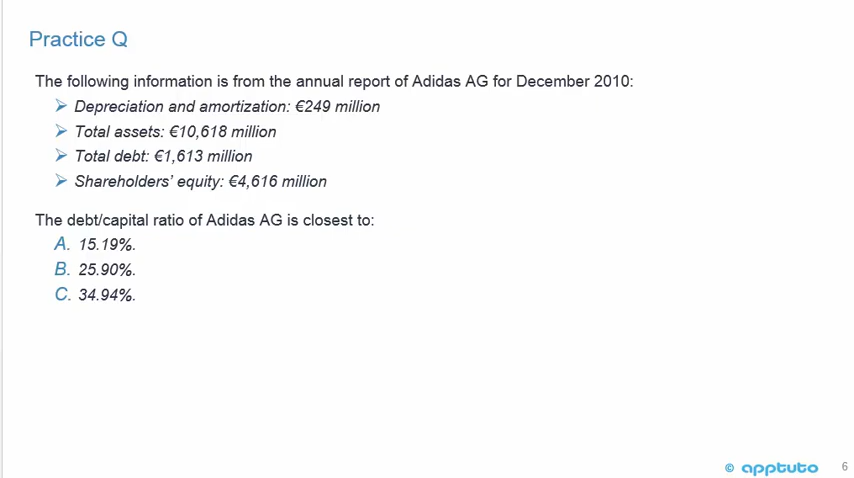 Practice Q
The following information is from the annual report of Adidas AG for December 2010:
➢ Depreciation and amortization: €249 million
➢ Total assets: €10,618 million
➢ Total debt: €1,613 million
➢ Shareholders’ equity: €4,616 million
The debt/capital ratio of Adidas AG is closest to:
A. 15.19%.
B. 25.90%.
C. 34.94%.
© apptuto 6